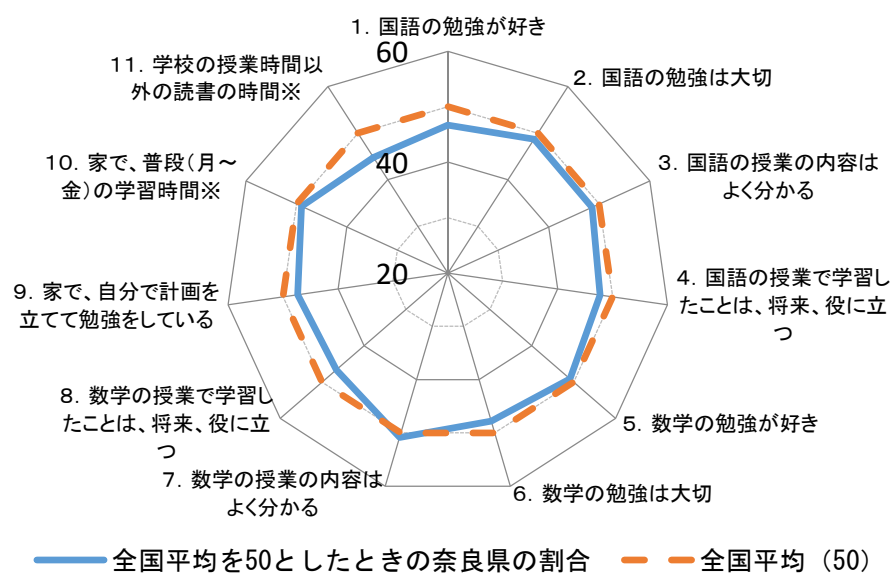 1. 国語の勉強が好き
2. 国語の勉強は大切
3. 国語の授業の内容は
よく分かる
4. 国語の授業で学習し
たことは、将来、役に立
つ
5. 数学の勉強が好き
6. 数学の勉強は大切
7. 数学の授業の内容は
よく分かる
8. 数学の授業で学習し
たことは、将来、役に立
つ
9. 家で、自分で計画を
立てて勉強をしている
10. 家で、普段(月～
金)の学習時間※
11. 学校の授業時間以
外の読書の時間※
60
40
20
全国平均を50としたときの奈良県の割合
全国平均（50）